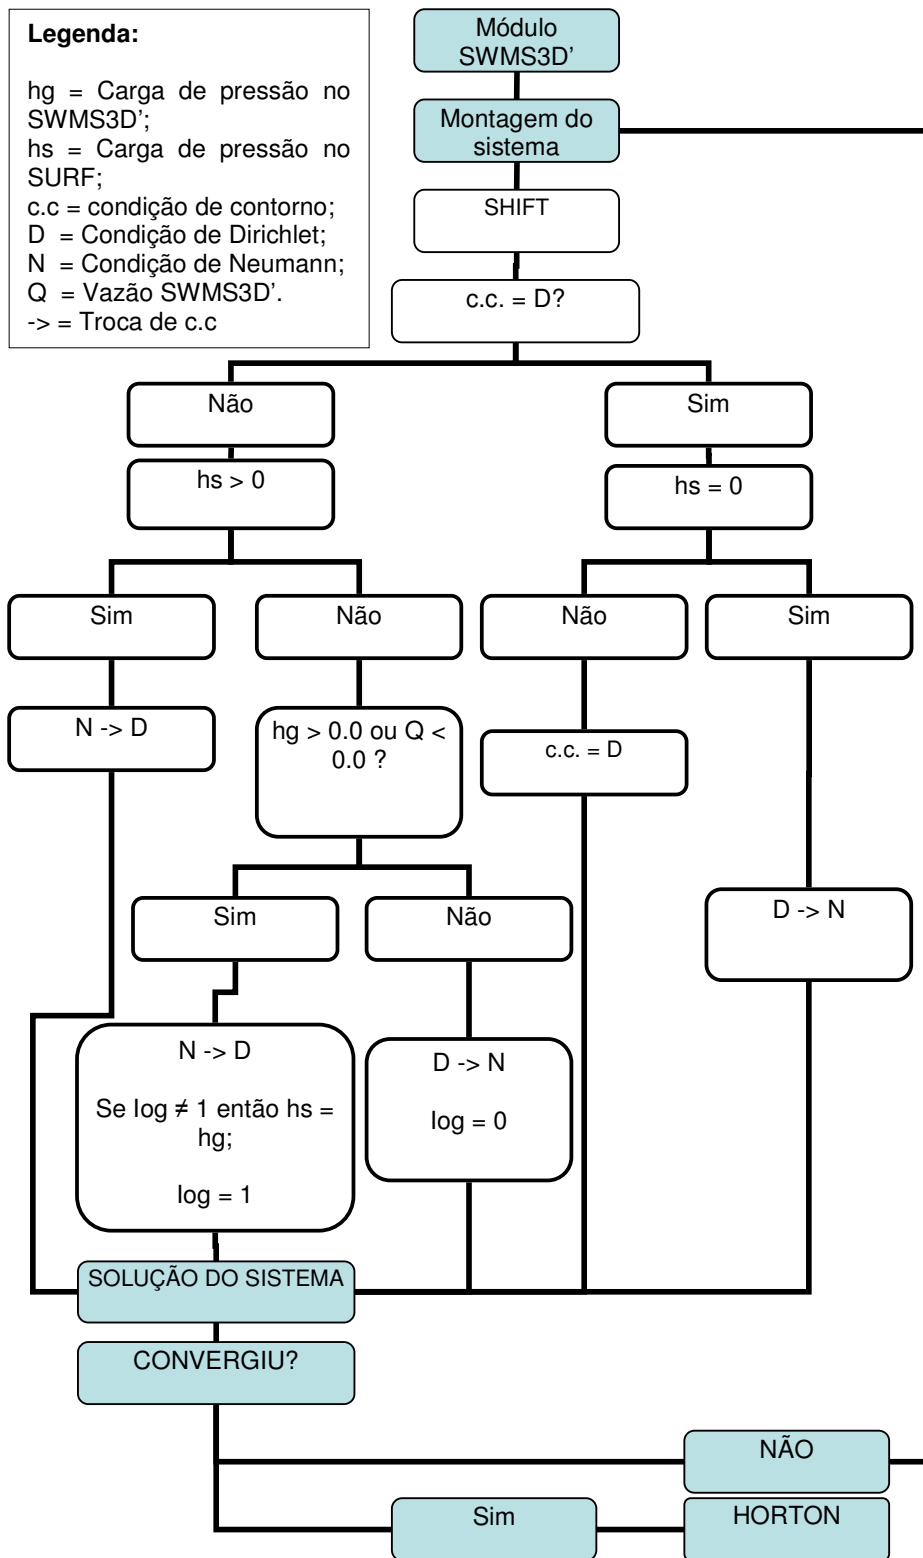 Legenda:
hg = Carga de pressão no
SWMS3D’;
hs = Carga de pressão no
SURF;
c.c = condição de contorno;
D = Condição de Dirichlet;
N = Condição de Neumann;
Q = Vazão SWMS3D’.
-> = Troca de c.c
Módulo
SWMS3D’
Montagem do
sistema
SHIFT
c.c. = D?
Não
Sim
hs > 0
hs = 0
Sim
Não
Não
Sim
N -> D
hg > 0.0 ou Q <
0.0 ?
c.c. = D
Sim
Não
D -> N
N -> D
Se log ≠ 1 então hs =
hg;
log = 1
D -> N
log = 0
SOLUÇÃO DO SISTEMA
CONVERGIU?
NÃO
Sim
HORTON